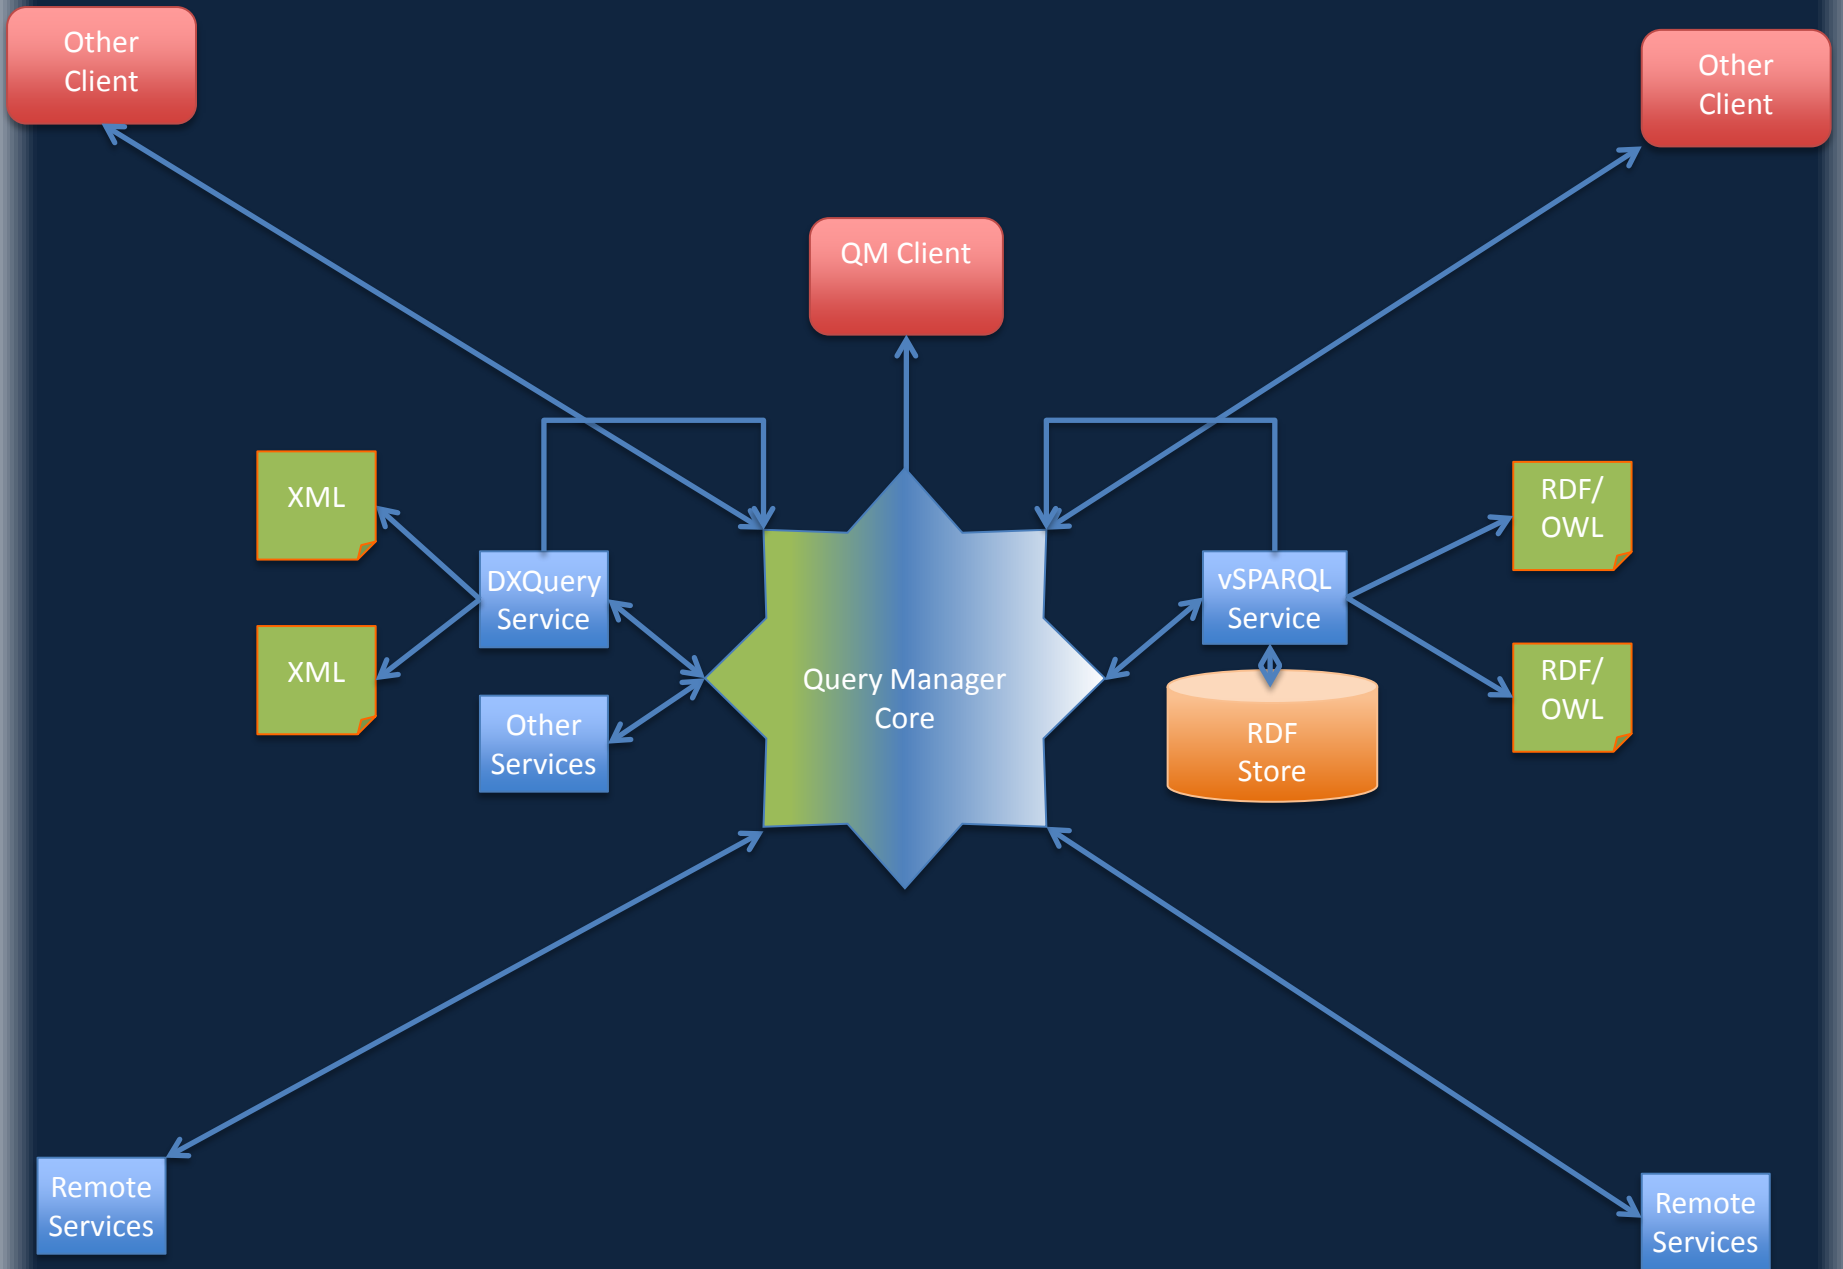 Other
Client
Other
Client
QM Client
XML
RDF/
OWL
DXQuery
Service
vSPARQL
Service
XML
RDF/
OWL
Query Manager
Core
Other
Services
RDF
Store
Remote
Services
Remote
Services